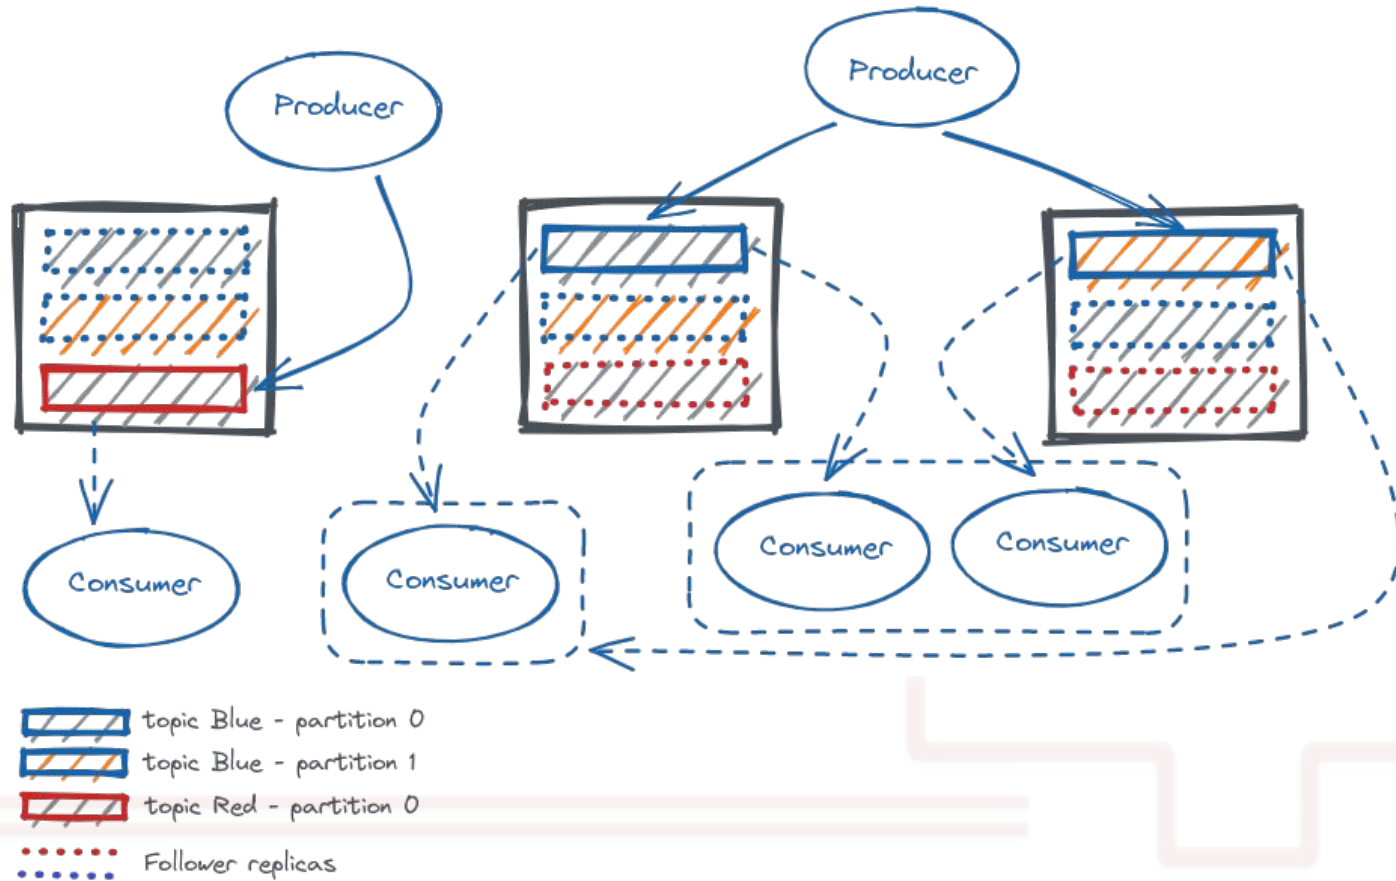 Producer
Producer
Consumer
Consumer
Consumer
Consumer
topic Blue - partition 0
topic Blue - partition 1
topic Red - partition 0
Follower replicas